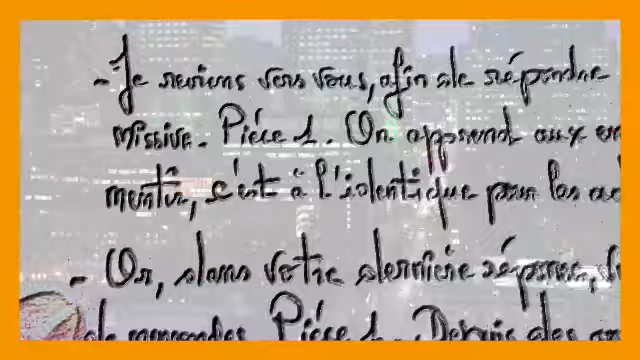 - Je reviens vers vous, afin de répondre
missive. Pièce 1. On apprend aux en
mentir, c'est à l'identique pour les ad
- Or, dans votre dernière réponse,
de Pièce 1. Depuis des